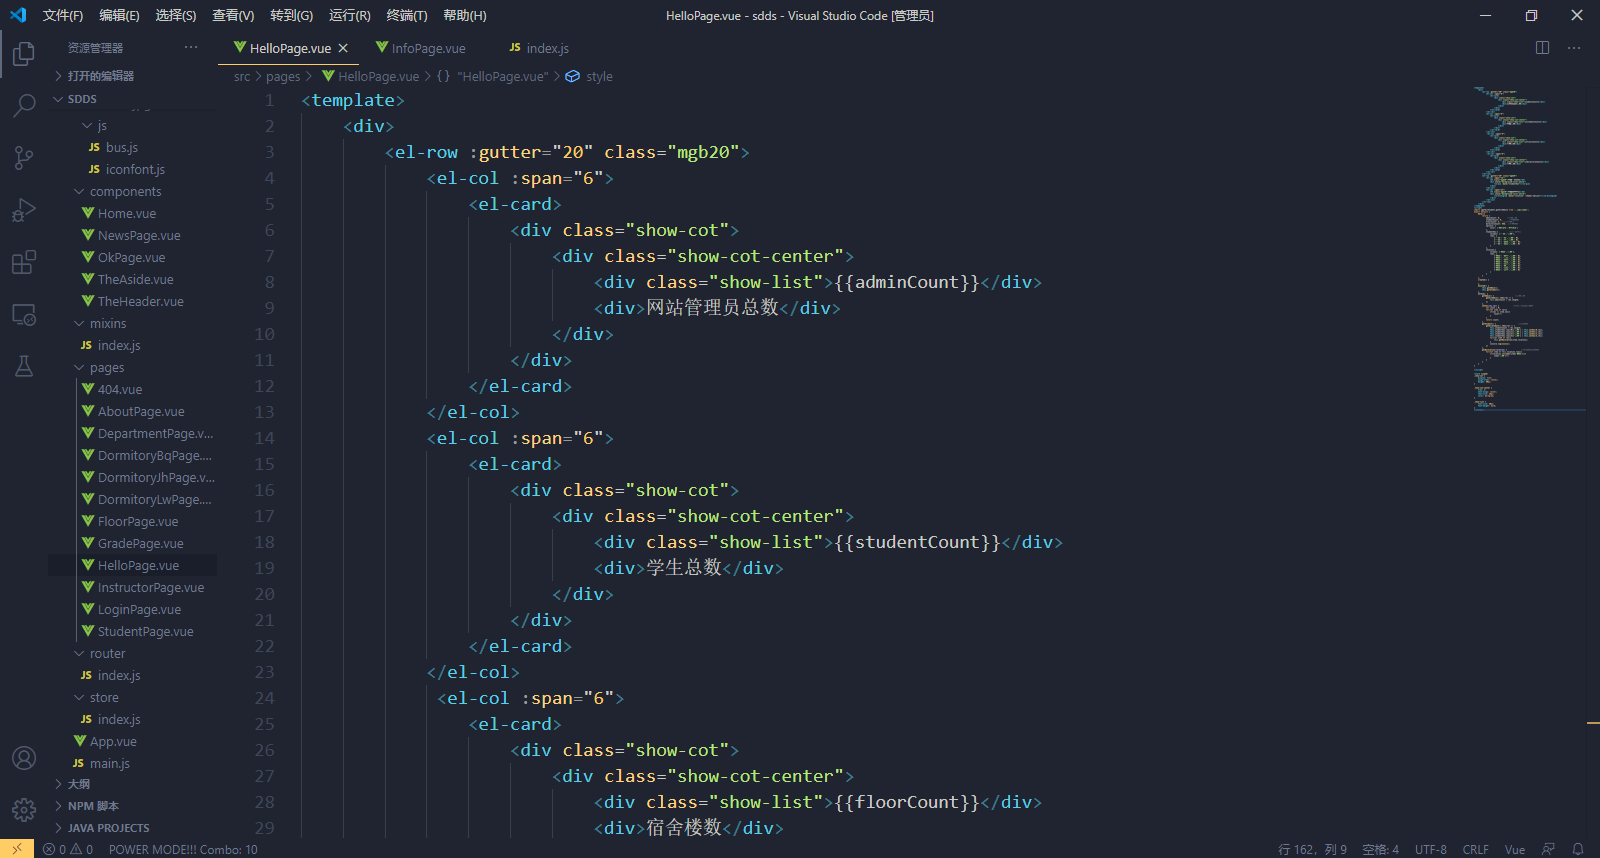 文件(F) 编辑(E) 选择(S) 查看(V) 转到(G) 运行(R) 终端(T) 帮助(H)
HelloPage.vue - sdds - Visual Studio Code [管理员]
资源管理器 ···
HelloPage.vue InfoPage.vue JS index.js
src > pages > HelloPage.vue > {} "HelloPage.vue" > style
打开的编辑器
SDDS
js
JS bus.js
JS iconfont.js
components
Home.vue
NewsPage.vue
OkPage.vue
TheAside.vue
TheHeader.vue
mixins
JS index.js
pages
404.vue
AboutPage.vue
DepartmentPage.v...
DormitoryBqPage....
DormitoryJhPage.v...
DormitoryLwPage....
FloorPage.vue
GradePage.vue
HelloPage.vue
InstructorPage.vue
LoginPage.vue
StudentPage.vue
router
JS index.js
store
JS index.js
App.vue
JS main.js
大纲
NPM 脚本
JAVA PROJECTS
1 <template>
2 <div>
3 <el-row :gutter="20" class="mgb20">
4 <el-col :span="6">
5 <el-card>
6 <div class="show-cot">
7 <div class="show-cot-center">
8 <div class="show-list">{{adminCount}}</div>
9 <div>网站管理员总数</div>
10 </div>
11 </div>
12 </el-card>
13 </el-col>
14 <el-col :span="6">
15 <el-card>
16 <div class="show-cot">
17 <div class="show-cot-center">
18 <div class="show-list">{{studentCount}}</div>
19 <div>学生总数</div>
20 </div>
21 </div>
22 </el-card>
23 </el-col>
24 <el-col :span="6">
25 <el-card>
26 <div class="show-cot">
27 <div class="show-cot-center">
28 <div class="show-list">{{floorCount}}</div>
29 <div>宿舍楼数</div>
0 0 POWER MODE!!! Combo: 10
行 162，列 9 空格: 4 UTF-8 CRLF Vue